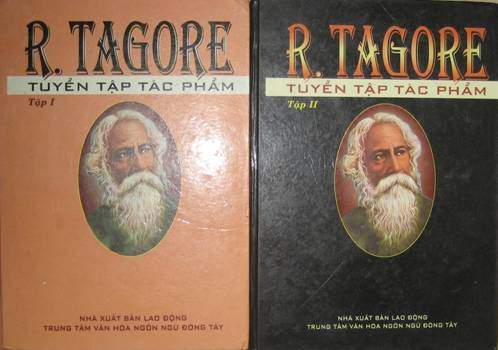 R. TAGORE
TUYỂN TẬP TÁC PHẨM
Tập I
NHÀ XUẤT BẢN LAO ĐỘNG
TRUNG TÂM VĂN HÓA NGÔN NGỮ ĐÔNG TÂY
R. TAGORE
TUYỂN TẬP TÁC PHẨM
Tập II
NHÀ XUẤT BẢN LAO ĐỘNG
TRUNG TÂM VĂN HÓA NGÔN NGỮ ĐÔNG TÂY